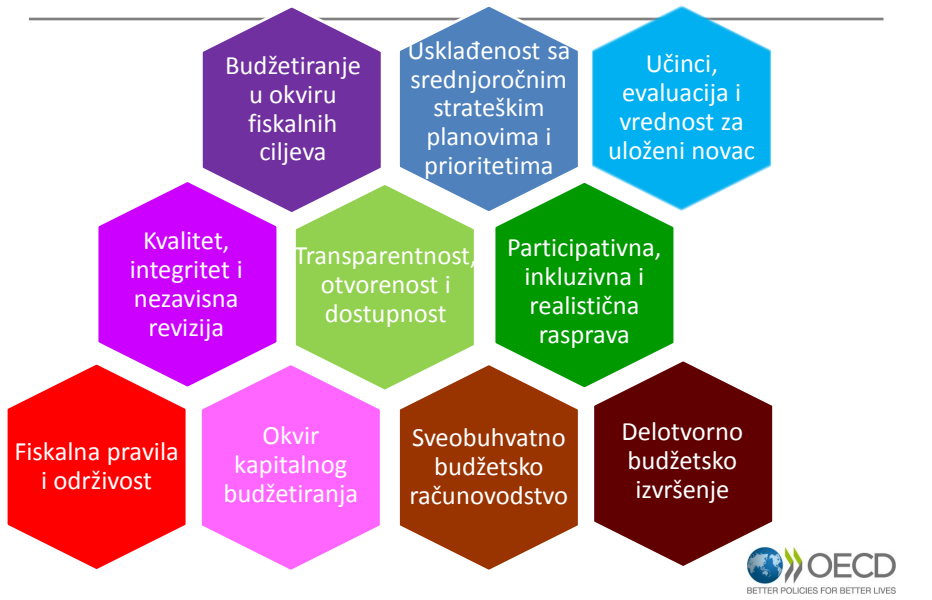 Budžetiranje
u okviru
fiskalnih
ciljeva
Usklađenost sa
srednjoročnim
strateškim
planovima i
prioritetima
Učinci,
evaluacija i
vrednost za
uloženi novac
Kvalitet,
integritet i
nezavisna
revizija
Transparentnost,
otvorenost i
dostupnost
Participativna,
inkluzivna i
realistična
rasprava
Fiskalna pravila
i održivost
Okvir
kapitalnog
budžetiranja
Sveobuhvatno
budžetsko
računovodstvo
Delotvorno
budžetsko
izvršenje
OECD
BETTER POLICIES FOR BETTER LIVES